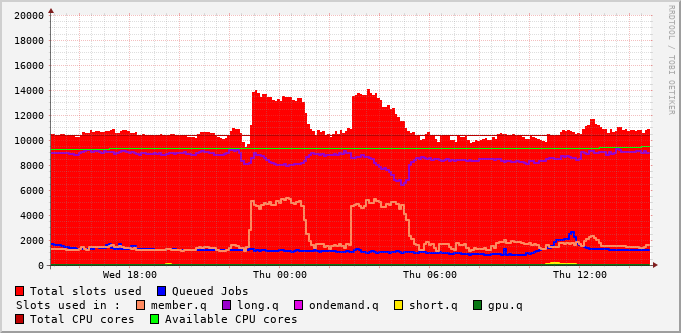 20000
18000
16000
14000
12000
10000
8000
6000
4000
2000
0
Wed 18:00 Thu 00:00 Thu 06:00 Thu 12:00
RRDTOOL / TOBI OETIKER
Total slots used Queued Jobs
Slots used in : member.q long.q ondemand.q short.q gpu.q
Total CPU cores Available CPU cores